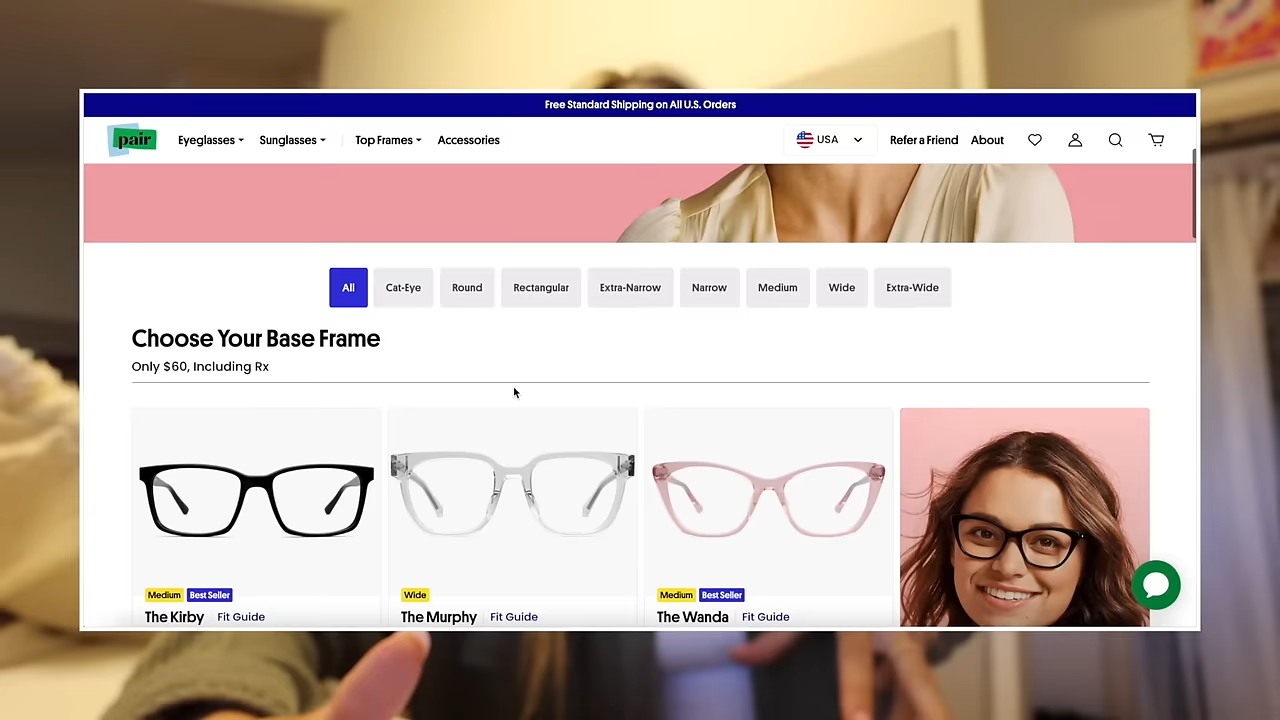 Free Standard Shipping on All U.S. Orders
pair Eyeglasses Sunglasses Top Frames Accessories USA Refer a Friend About
All Cat-Eye Round Rectangular Extra-Narrow Narrow Medium Wide Extra-Wide
Choose Your Base Frame
Only $60, Including Rx
Medium Best Seller Wide Medium Best Seller
The Kirby Fit Guide The Murphy Fit Guide The Wanda Fit Guide